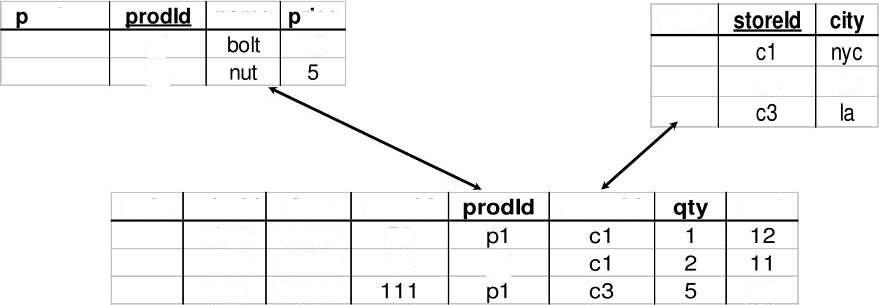 p prodId p
bolt
nut 5
storeId city
c1 nyc
c3 la
prodId qty
p1 c1 1 12
c1 2 11
111 p1 c3 5